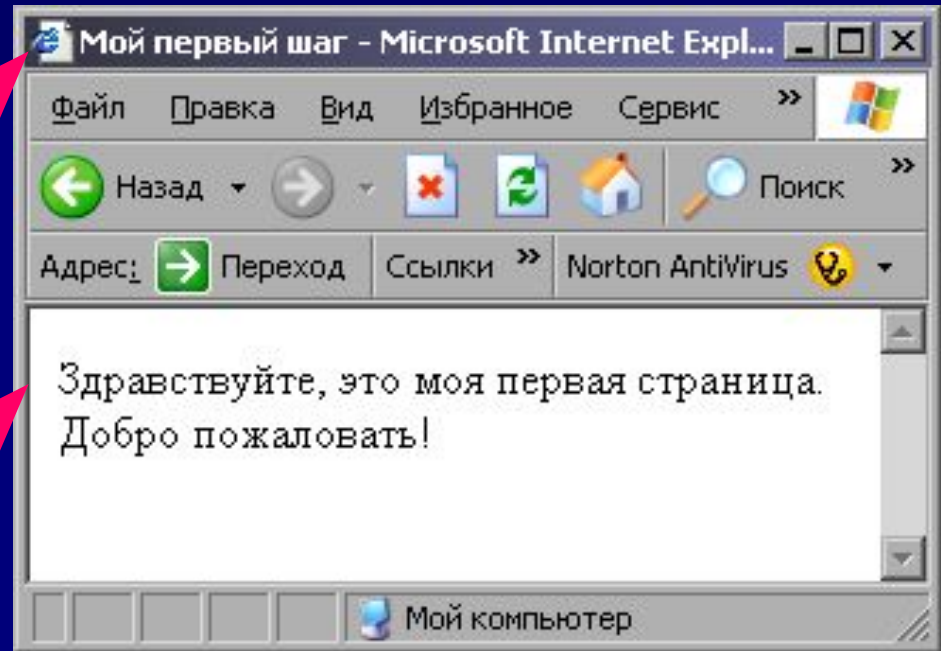 Мой первый шаг - Microsoft Internet Expl...
Файл Правка Вид Избранное Сервис »
Назад Поиск »
Адрес: Переход Ссылки » Norton AntiVirus
Здравствуйте, это моя первая страница.
Добро пожаловать!
Мой компьютер